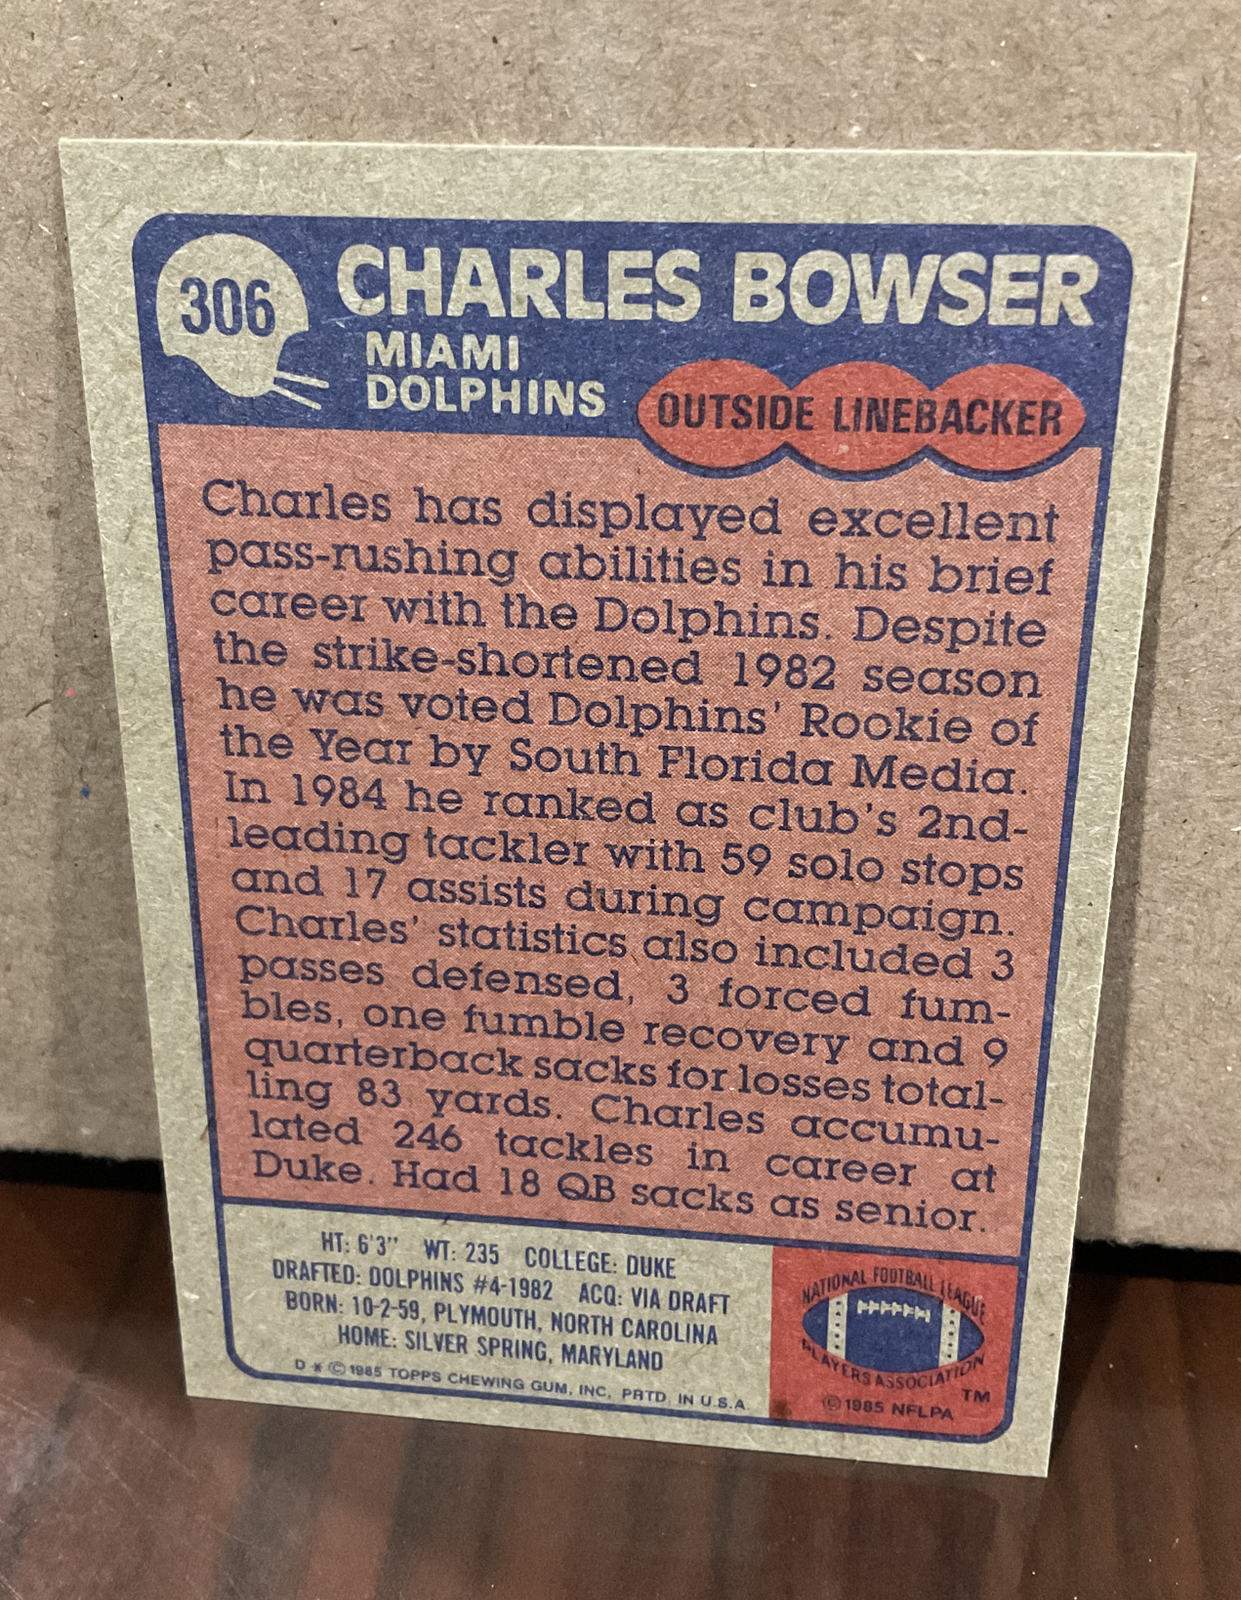 306
CHARLES BOWSER
MIAMI
DOLPHINS
OUTSIDE LINEBACKER
Charles has displayed excellent
pass-rushing abilities in his brief
career with the Dolphins. Despite
the strike-shortened 1982 season
he was voted Dolphins' Rookie of
the Year by South Florida Media.
In 1984 he ranked as club's 2nd-
leading tackler with 59 solo stops
and 17 assists during campaign.
Charles' statistics also included 3
passes defensed, 3 forced fum-
bles, one fumble recovery and 9
quarterback sacks for losses total-
ling 83 yards. Charles accumu-
lated 246 tackles in career at
Duke. Had 18 QB sacks as senior.
HT: 6'3" WT: 235 COLLEGE: DUKE
DRAFTED: DOLPHINS #4-1982 ACQ: VIA DRAFT
BORN: 10-2-59, PLYMOUTH, NORTH CAROLINA
HOME: SILVER SPRING, MARYLAND
D * © 1985 TOPPS CHEWING GUM, INC. PRTD. IN U.S.A.
NATIONAL FOOTBALL LEAGUE
PLAYERS ASSOCIATION
TM
© 1985 NFLPA